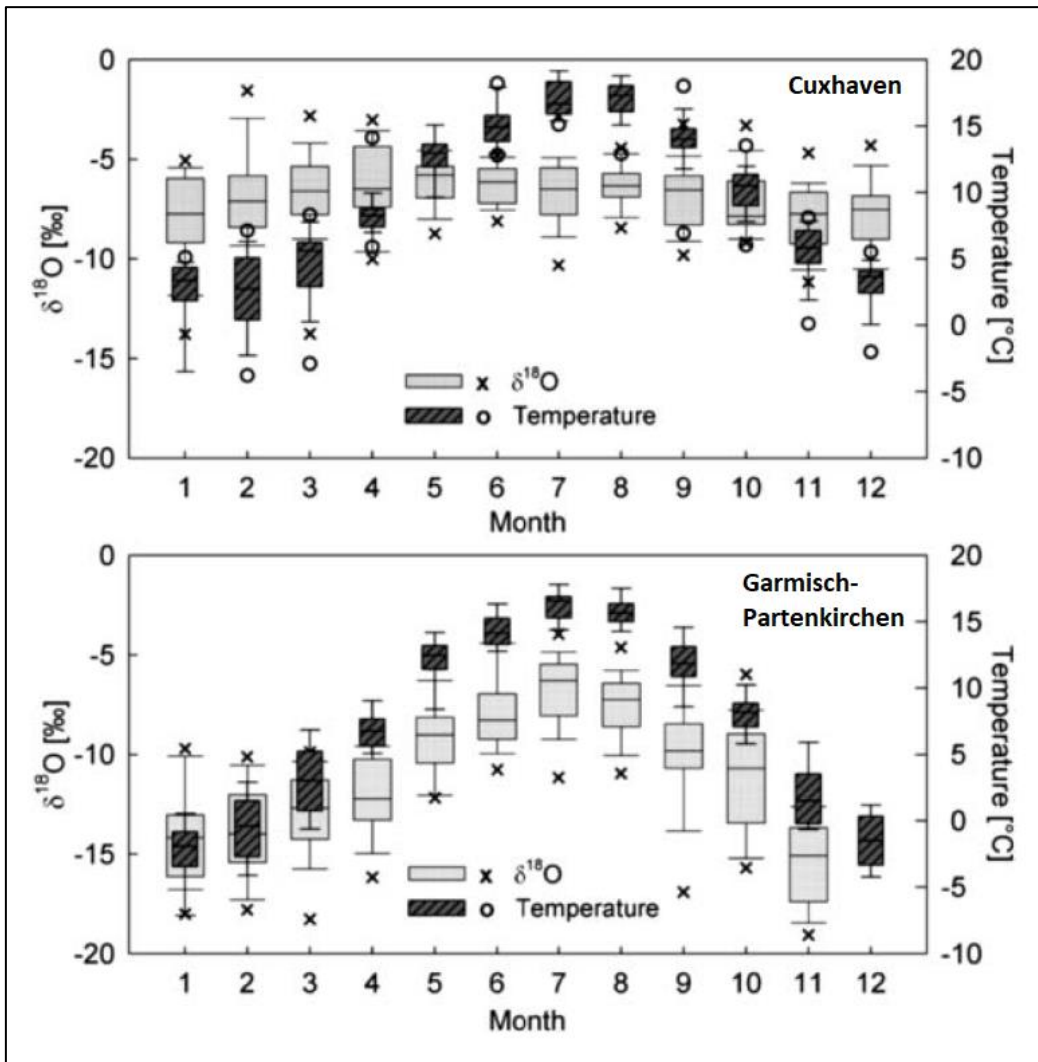 Cuxhaven
0
-5
-10
-15
-20
δ¹⁸O [‰]
20
15
10
5
0
-5
-10
Temperature [°C]
x δ¹⁸O
o Temperature
1 2 3 4 5 6 7 8 9 10 11 12
Month
Garmisch-
Partenkirchen
0
-5
-10
-15
-20
δ¹⁸O [‰]
20
15
10
5
0
-5
-10
Temperature [°C]
x δ¹⁸O
o Temperature
1 2 3 4 5 6 7 8 9 10 11 12
Month